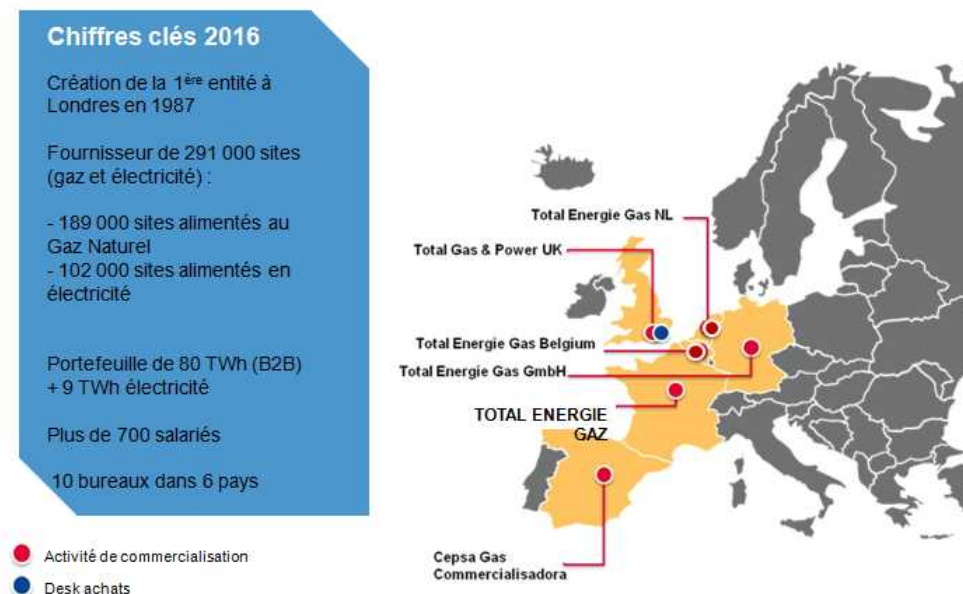 Chiffres clés 2016
Création de la 1ère entité à
Londres en 1987
Fournisseur de 291 000 sites
(gaz et électricité) :
- 189 000 sites alimentés au
Gaz Naturel
- 102 000 sites alimentés en
électricité
Portefeuille de 80 TWh (B2B)
+ 9 TWh électricité
Plus de 700 salariés
10 bureaux dans 6 pays
Activité de commercialisation
Desk achats
Total Energie Gas NL
Total Gas & Power UK
Total Energie Gas Belgium
Total Energie Gas GmbH
TOTAL ENERGIE
GAZ
Cepsa Gas
Commercialisadora